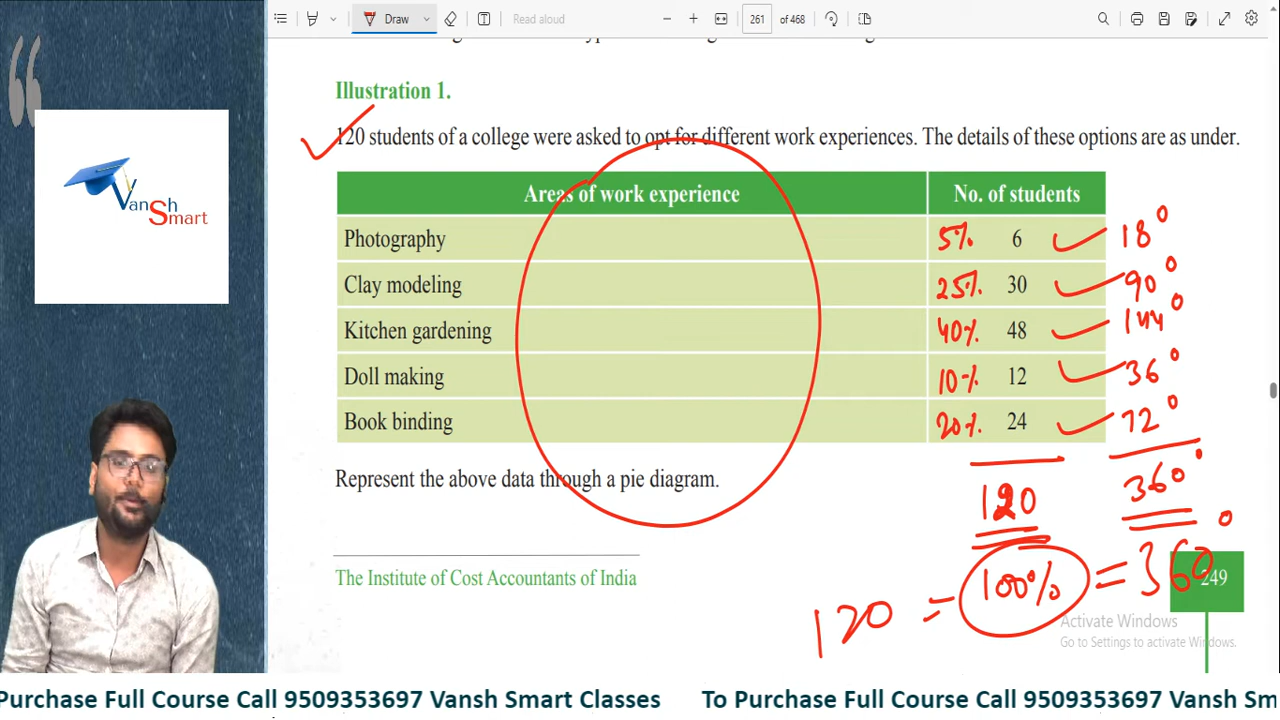 Draw
Read aloud
261 of 468
Illustration 1.
120 students of a college were asked to opt for different work experiences. The details of these options are as under.
Areas of work experience No. of students
Photography 5% 6 18°
Clay modeling 25% 30 90°
Kitchen gardening 40% 48 144°
Doll making 10% 12 36°
Book binding 20% 24 72°
120 360°
Represent the above data through a pie diagram.
The Institute of Cost Accountants of India
249
120 = 100% = 360°
Vansh
Smart
Activate Windows
Go to Settings to activate Windows.
Purchase Full Course Call 9509353697 Vansh Smart Classes To Purchase Full Course Call 9509353697 Vansh Sm